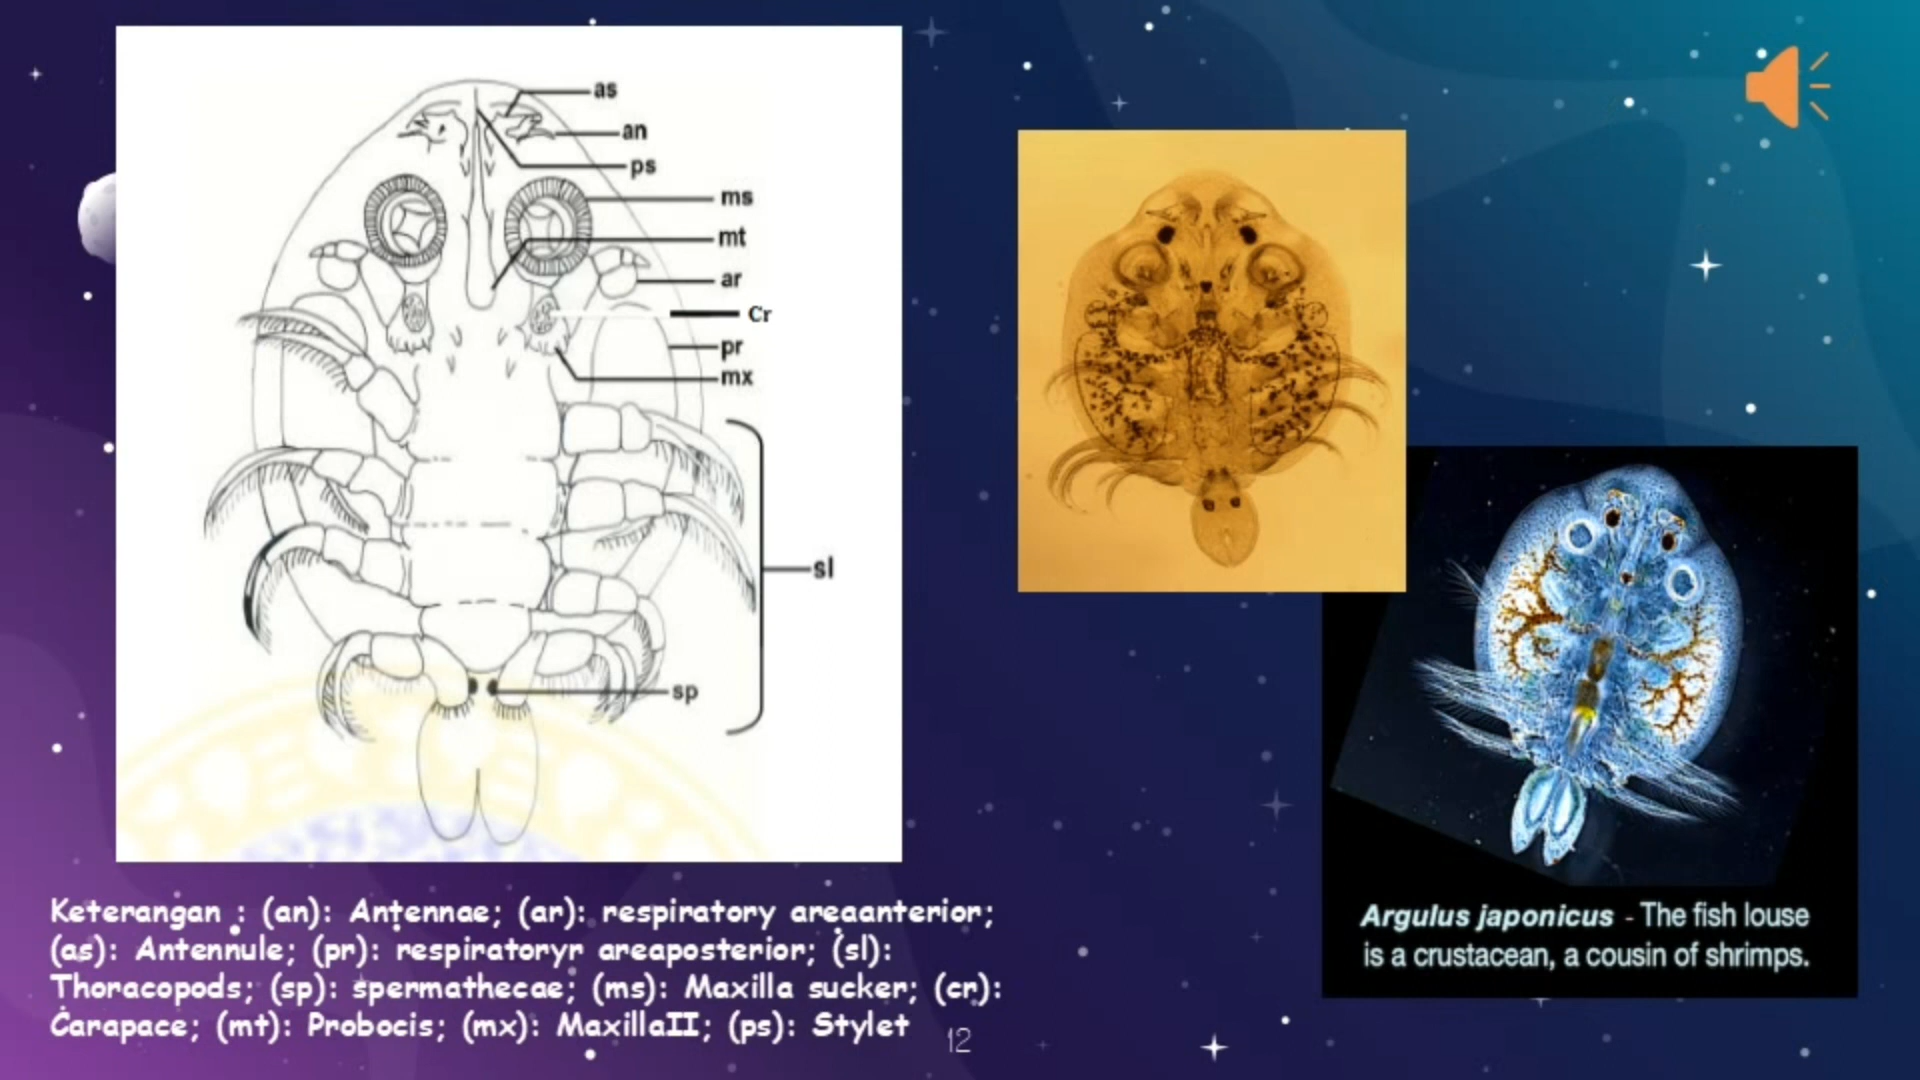 as
an
ps
ms
mt
ar
Cr
pr
mx
sl
sp
Keterangan : (an): Antennae; (ar): respiratory areaanterior;
(as): Antennule; (pr): respiratoryr areaposterior; (sl):
Thoracopods; (sp): spermathecae; (ms): Maxilla sucker; (cr):
Carapace; (mt): Probocis; (mx): MaxillaII; (ps): Stylet
12
Argulus japonicus - The fish louse
is a crustacean, a cousin of shrimps.